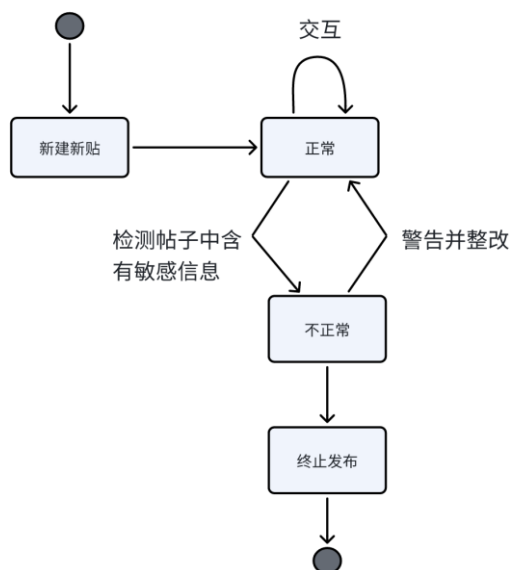 交互
新建新贴
正常
检测帖子中含
有敏感信息
警告并整改
不正常
终止发布